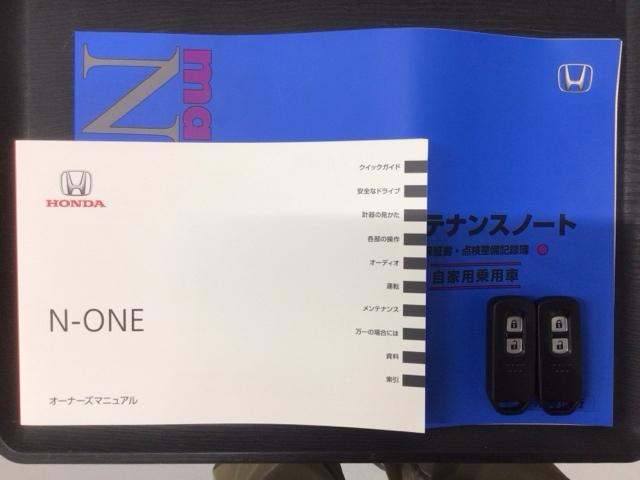 ma
N
HONDA
クイックガイド
安全なドライブ
計器の見かた
各部の操作
オーディオ
運転
メンテナンス
万一の場合には
資料
索引
N-ONE
オーナーズマニュアル
テナンスノート
証書・点検整備記録簿
自家用乗用車